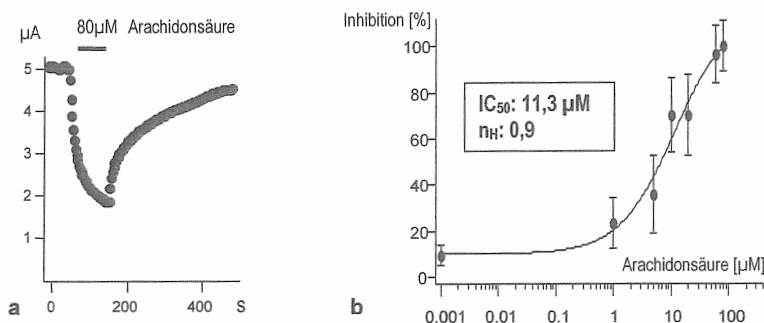 80µM Arachidonsäure
µA
5
4
3
2
1
0 200 400 S
a
Inhibition [%]
100
80
60
40
20
0
IC₅₀: 11,3 µM
n_H: 0,9
Arachidonsäure [µM]
0.001 0.01 0.1 1 10 100
b